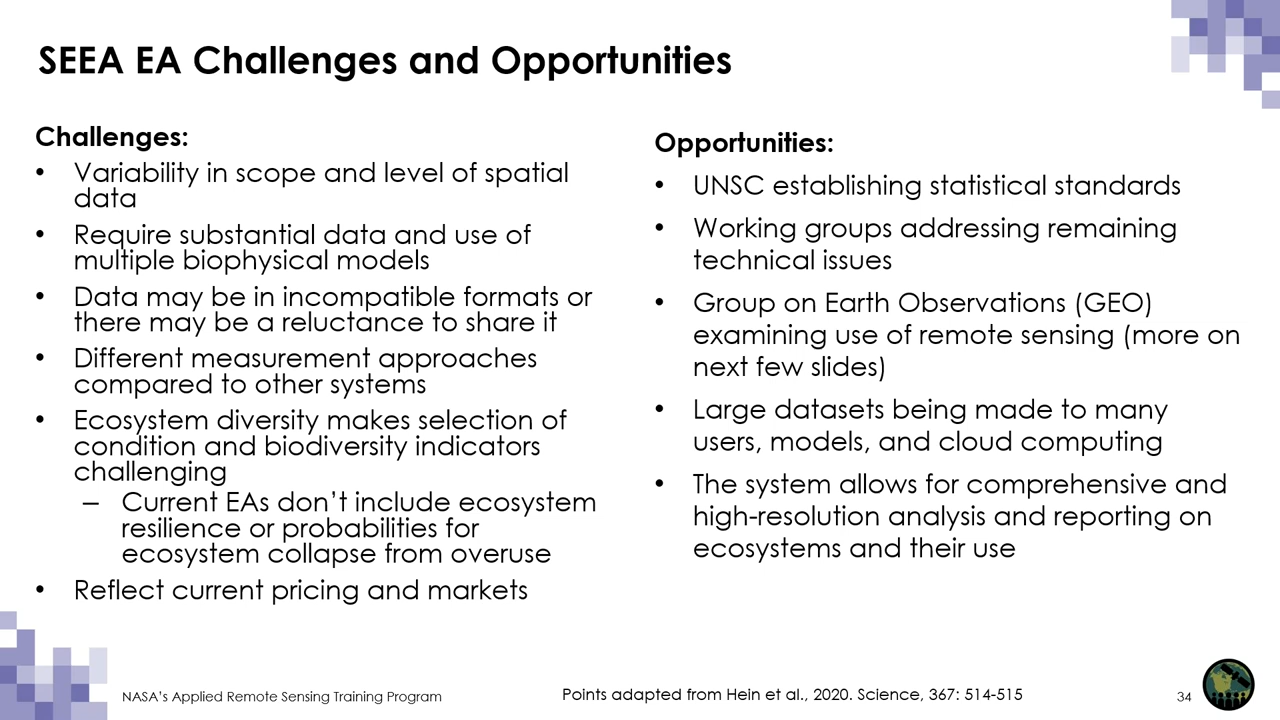 SEEA EA Challenges and Opportunities
Challenges:
• Variability in scope and level of spatial
data
• Require substantial data and use of
multiple biophysical models
• Data may be in incompatible formats or
there may be a reluctance to share it
• Different measurement approaches
compared to other systems
• Ecosystem diversity makes selection of
condition and biodiversity indicators
challenging
– Current EAs don’t include ecosystem
resilience or probabilities for
ecosystem collapse from overuse
• Reflect current pricing and markets
Opportunities:
• UNSC establishing statistical standards
• Working groups addressing remaining
technical issues
• Group on Earth Observations (GEO)
examining use of remote sensing (more on
next few slides)
• Large datasets being made to many
users, models, and cloud computing
• The system allows for comprehensive and
high-resolution analysis and reporting on
ecosystems and their use
NASA’s Applied Remote Sensing Training Program
Points adapted from Hein et al., 2020. Science, 367: 514-515
34